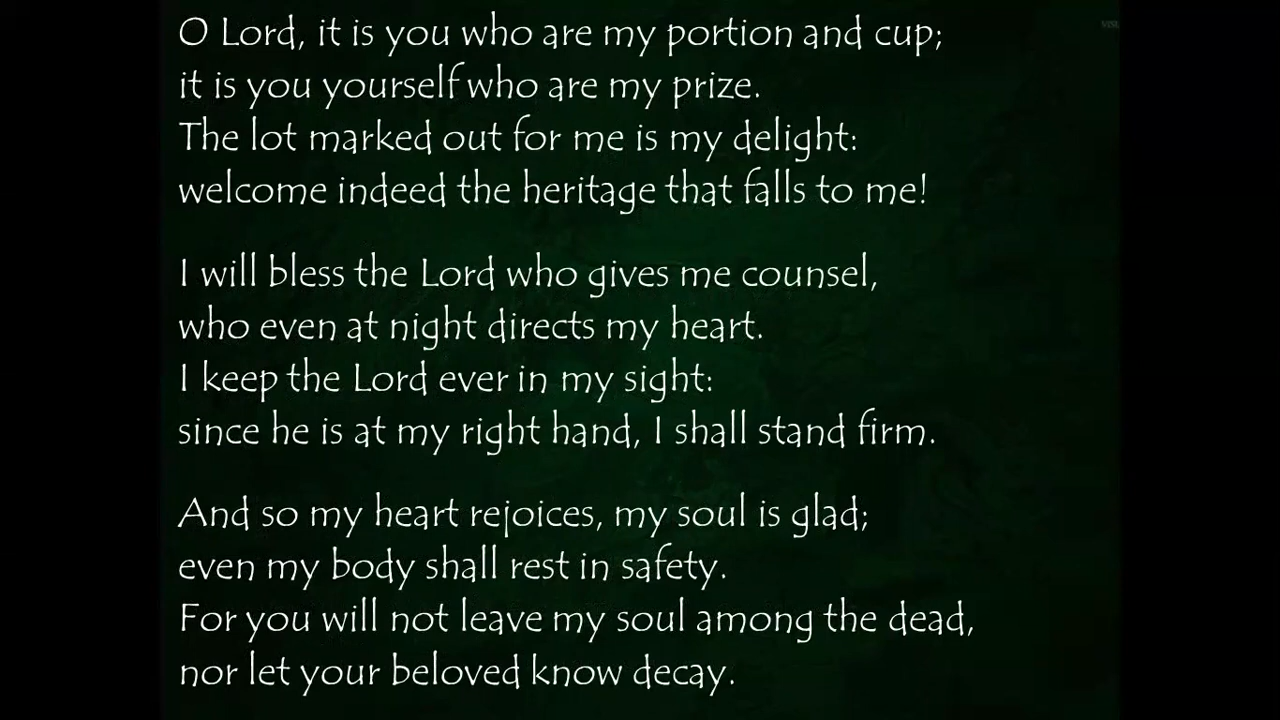 O Lord, it is you who are my portion and cup;
it is you yourself who are my prize.
The lot marked out for me is my delight:
welcome indeed the heritage that falls to me!
I will bless the Lord who gives me counsel,
who even at night directs my heart.
I keep the Lord ever in my sight:
since he is at my right hand, I shall stand firm.
And so my heart rejoices, my soul is glad;
even my body shall rest in safety.
For you will not leave my soul among the dead,
nor let your beloved know decay.